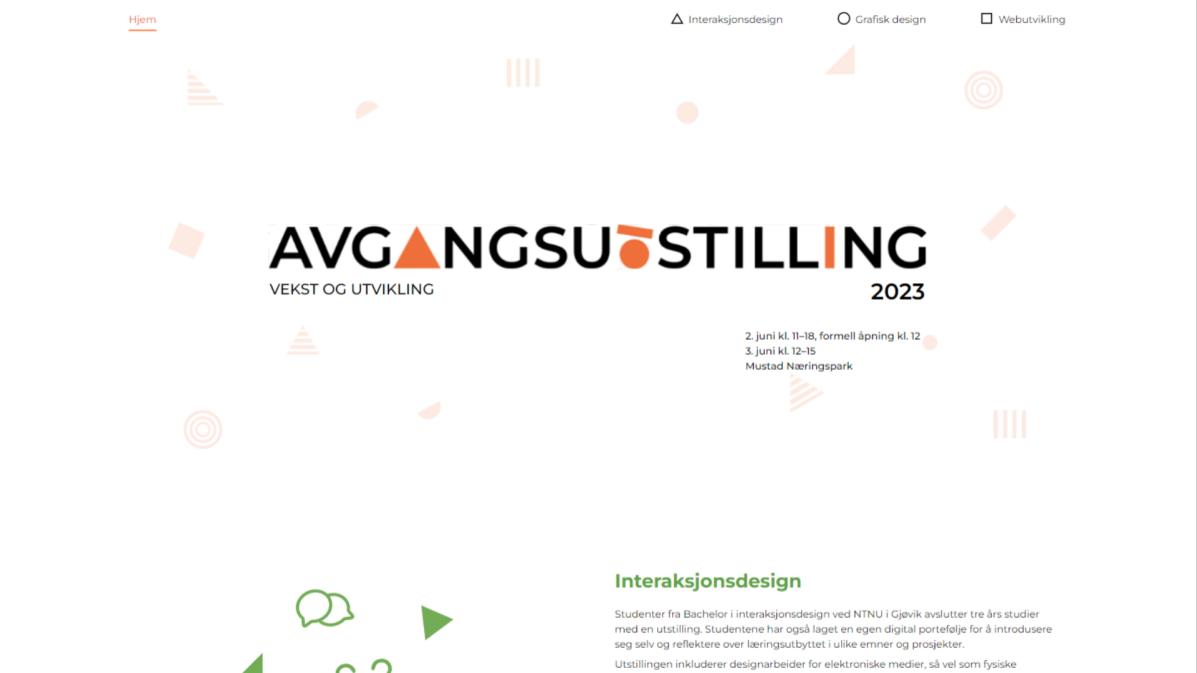 Hjem
Interaksjonsdesign
Grafisk design
Webutvikling
AVGANGSUTSTILLING
VEKST OG UTVIKLING
2023
2. juni kl. 11–18, formell åpning kl. 12
3. juni kl. 12–15
Mustad Næringspark
Interaksjonsdesign
Studenter fra Bachelor i interaksjonsdesign ved NTNU i Gjøvik avslutter tre års studier
med en utstilling. Studentene har også laget en egen digital portefølje for å introdusere
seg selv og reflektere over læringsutbyttet i ulike emner og prosjekter.
Utstillingen inkluderer designarbeider for elektroniske medier, så vel som fysiske